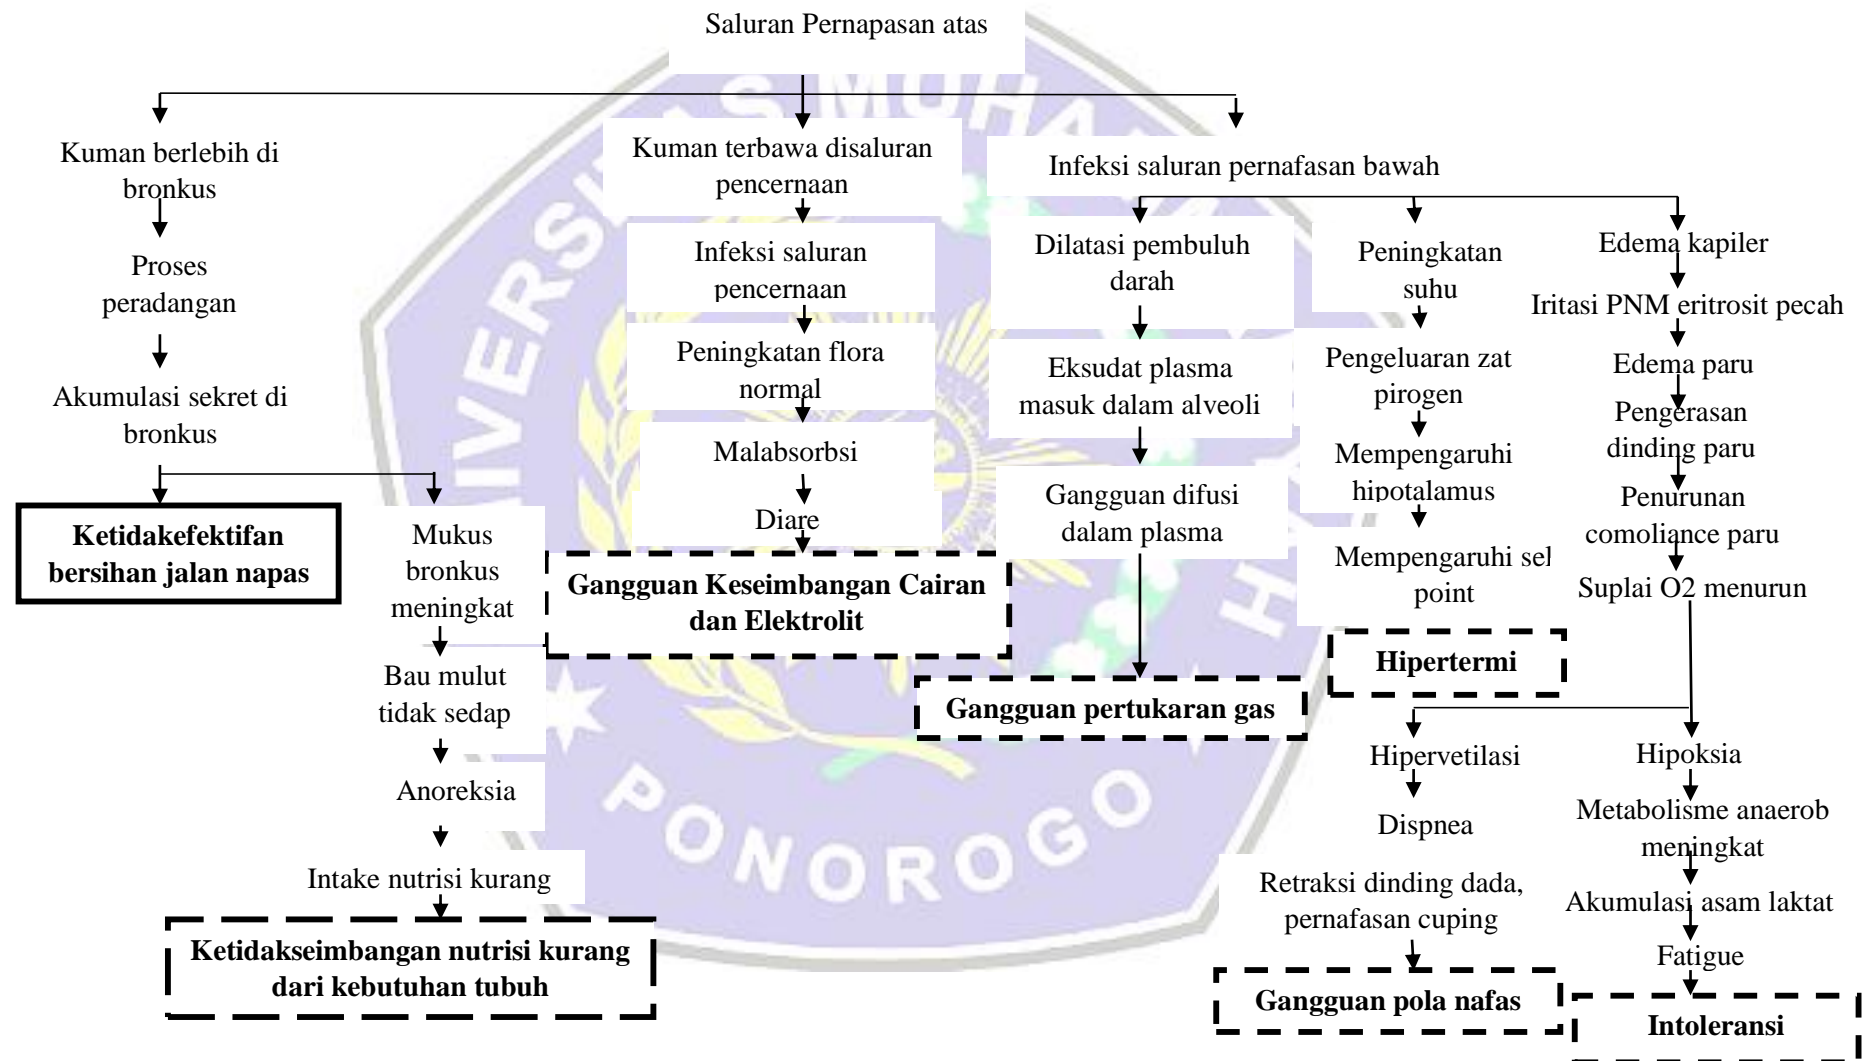 Saluran Pernapasan atas
Kuman berlebih di
bronkus
Proses
peradangan
Akumulasi sekret di
bronkus
Ketidakefektifan
bersihan jalan napas
Mukus
bronkus
meningkat
Bau mulut
tidak sedap
Anoreksia
Intake nutrisi kurang
Ketidakseimbangan nutrisi kurang
dari kebutuhan tubuh
Kuman terbawa disaluran
pencernaan
Infeksi saluran
pencernaan
Peningkatan flora
normal
Malabsorbsi
Diare
Gangguan Keseimbangan Cairan
dan Elektrolit
Infeksi saluran pernafasan bawah
Dilatasi pembuluh
darah
Eksudat plasma
masuk dalam alveoli
Gangguan difusi
dalam plasma
Gangguan pertukaran gas
Peningkatan
suhu
Pengeluaran zat
pirogen
Mempengaruhi
hipotalamus
Mempengaruhi sel
point
Hipertermi
Edema kapiler
Iritasi PNM eritrosit pecah
Edema paru
Pengerasan
dinding paru
Penurunan
comoliance paru
Suplai O2 menurun
Hipervetilasi
Dispnea
Retraksi dinding dada,
pernafasan cuping
Gangguan pola nafas
Hipoksia
Metabolisme anaerob
meningkat
Akumulasi asam laktat
Fatigue
Intoleransi
PONOROGO